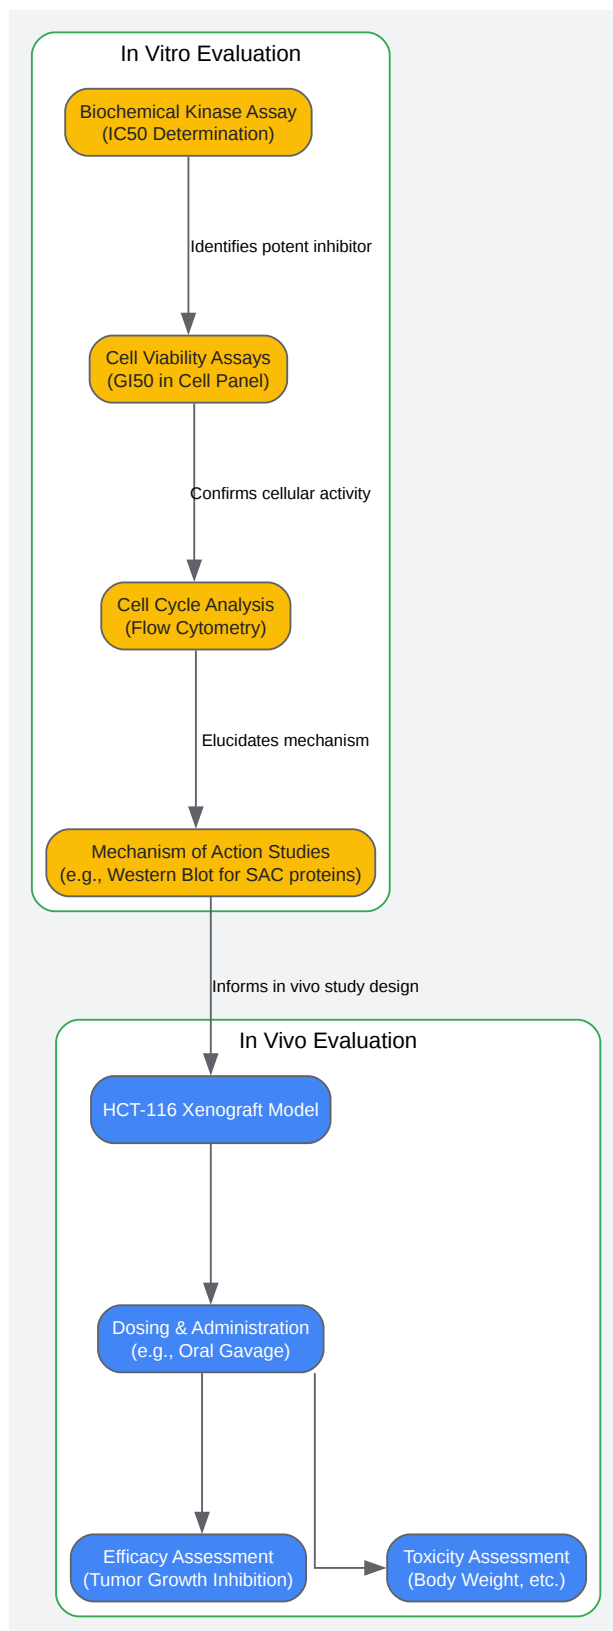 In Vitro Evaluation
Biochemical Kinase Assay
(IC50 Determination)
Identifies potent inhibitor
Cell Viability Assays
(GI50 in Cell Panel)
Confirms cellular activity
Cell Cycle Analysis
(Flow Cytometry)
Elucidates mechanism
Mechanism of Action Studies
(e.g., Western Blot for SAC proteins)
Informs in vivo study design
In Vivo Evaluation
HCT-116 Xenograft Model
Dosing & Administration
(e.g., Oral Gavage)
Efficacy Assessment
(Tumor Growth Inhibition)
Toxicity Assessment
(Body Weight, etc.)